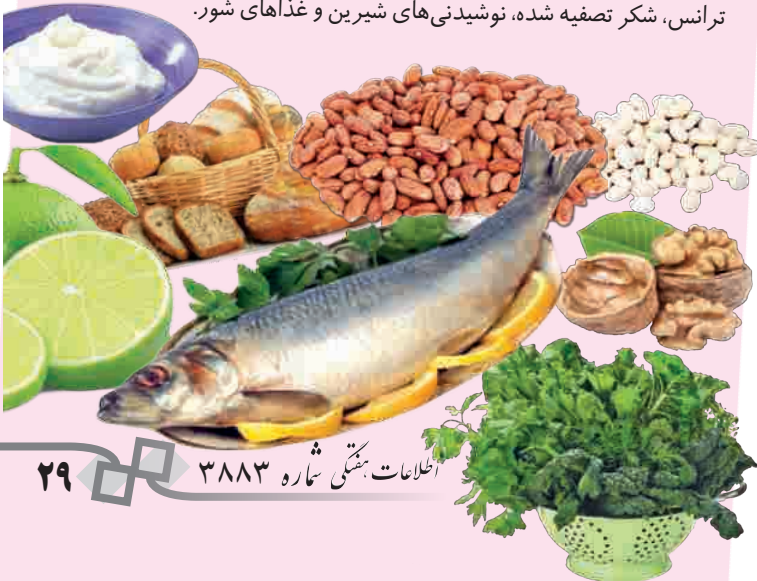 ترانس، شکر تصفیه شده، نوشیدنی‌های شیرین و غذاهای شور.
اطلاعات هفتگی شماره ۳۸۸۳
۲۹